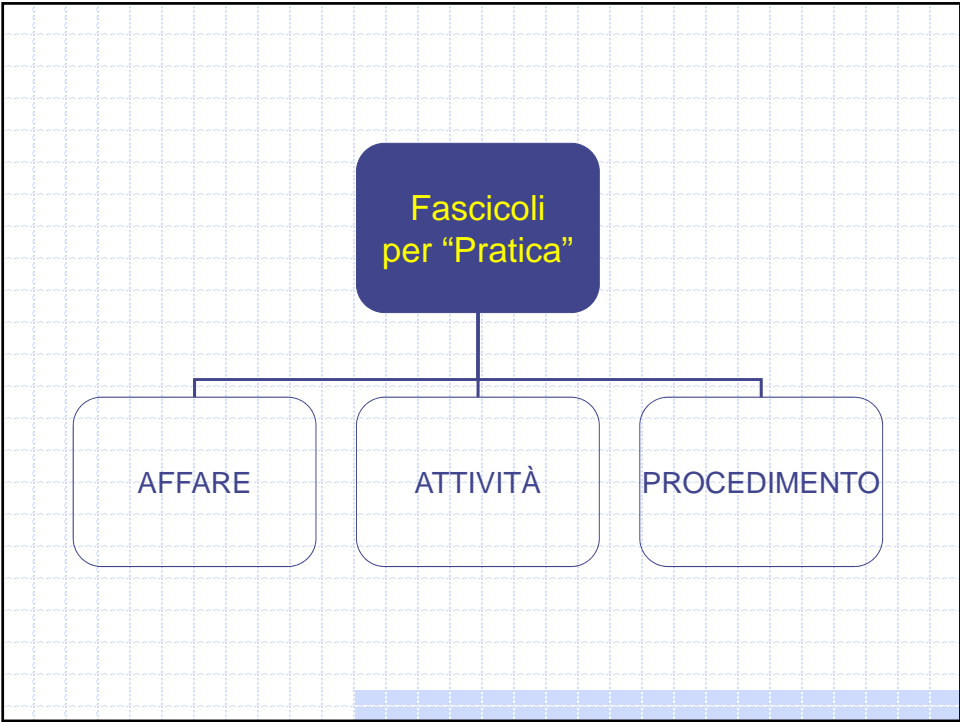 Fascicoli
per “Pratica”
AFFARE
ATTIVITÀ
PROCEDIMENTO